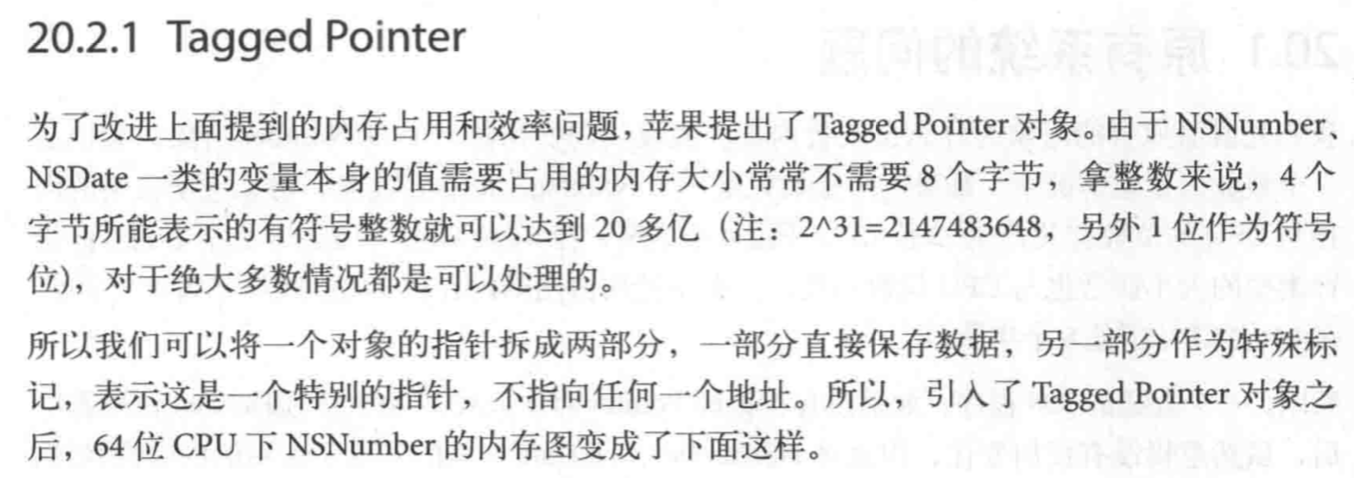 20.2.1 Tagged Pointer
为了改进上面提到的内存占用和效率问题，苹果提出了 Tagged Pointer 对象。由于 NSNumber、
NSDate 一类的变量本身的值需要占用的内存大小常常不需要 8 个字节，拿整数来说，4 个
字节所能表示的有符号整数就可以达到 20 多亿（注：2^31=2147483648，另外 1 位作为符号
位），对于绝大多数情况都是可以处理的。
所以我们可以将一个对象的指针拆成两部分，一部分直接保存数据，另一部分作为特殊标
记，表示这是一个特别的指针，不指向任何一个地址。所以，引入了 Tagged Pointer 对象之
后，64 位 CPU 下 NSNumber 的内存图变成了下面这样。